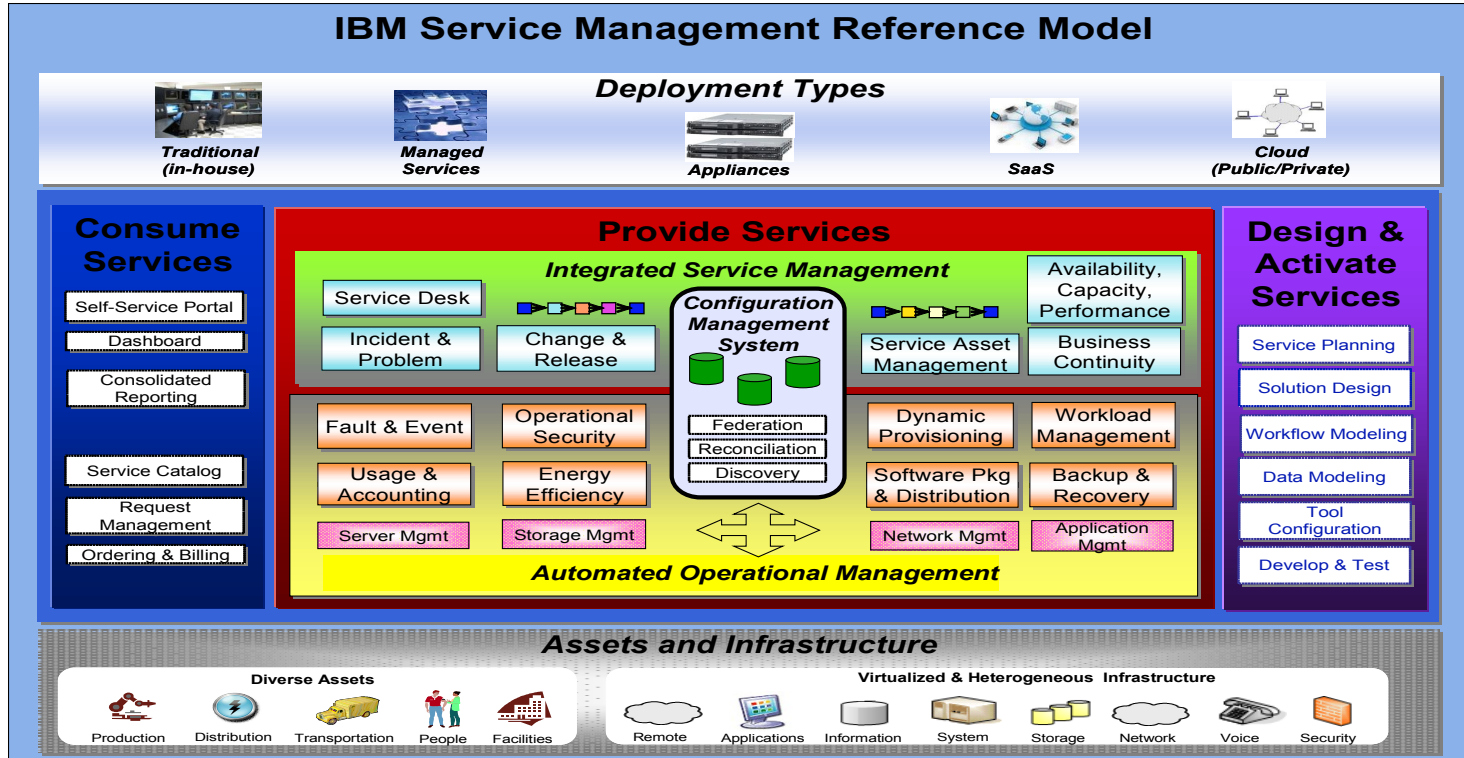 IBM Service Management Reference Model
Deployment Types
Traditional
(in-house)
Managed
Services
Appliances
SaaS
Cloud
(Public/Private)
Consume
Services
Self-Service Portal
Dashboard
Consolidated
Reporting
Service Catalog
Request
Management
Ordering & Billing
Provide Services
Integrated Service Management
Service Desk
Incident &
Problem
Change &
Release
Configuration
Management
System
Federation
Reconciliation
Discovery
Availability,
Capacity,
Performance
Service Asset
Management
Business
Continuity
Fault & Event
Operational
Security
Dynamic
Provisioning
Workload
Management
Usage &
Accounting
Energy
Efficiency
Software Pkg
& Distribution
Backup &
Recovery
Server Mgmt
Storage Mgmt
Network Mgmt
Application
Mgmt
Automated Operational Management
Design &
Activate
Services
Service Planning
Solution Design
Workflow Modeling
Data Modeling
Tool
Configuration
Develop & Test
Assets and Infrastructure
Diverse Assets
Production
Distribution
Transportation
People
Facilities
Virtualized & Heterogeneous Infrastructure
Remote
Applications
Information
System
Storage
Network
Voice
Security